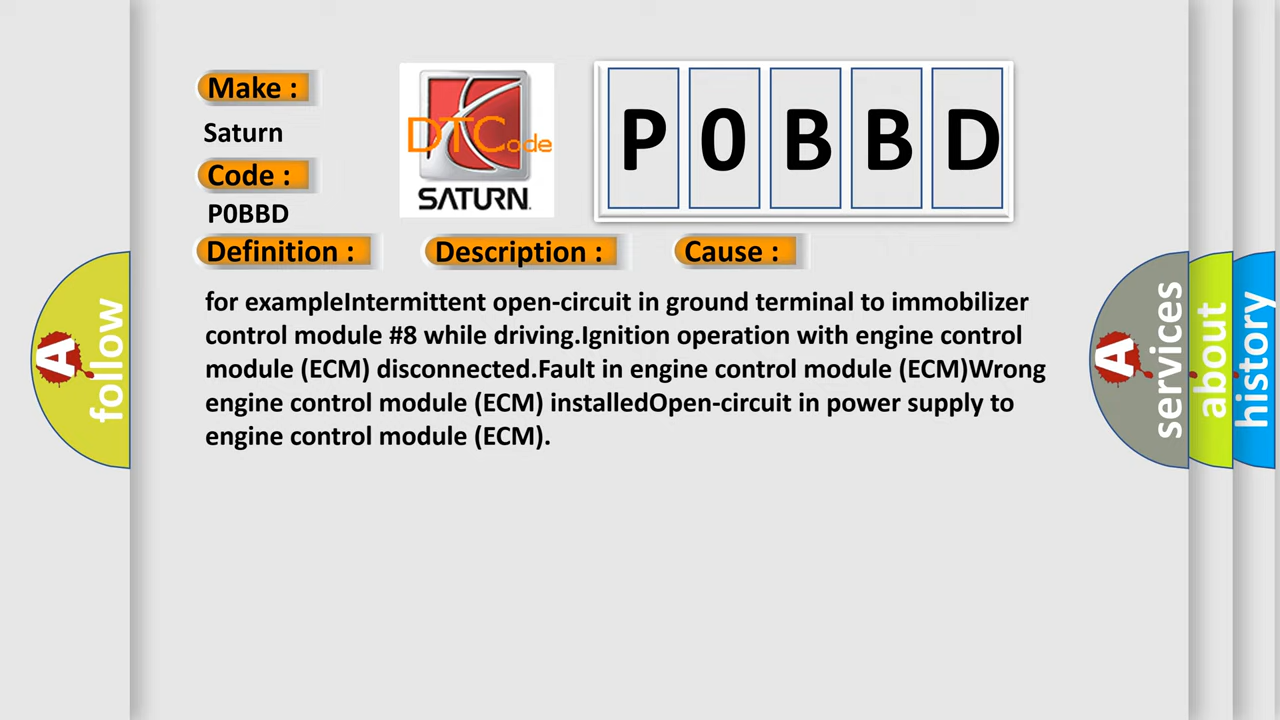 Make :
Saturn
Code :
P0BBD
DTCode
SATURN
P0BBD
Definition :
Description :
Cause :
for exampleIntermittent open-circuit in ground terminal to immobilizer
control module #8 while driving.Ignition operation with engine control
module (ECM) disconnected.Fault in engine control module (ECM)Wrong
engine control module (ECM) installedOpen-circuit in power supply to
engine control module (ECM).
A
follow
A
services
about
history